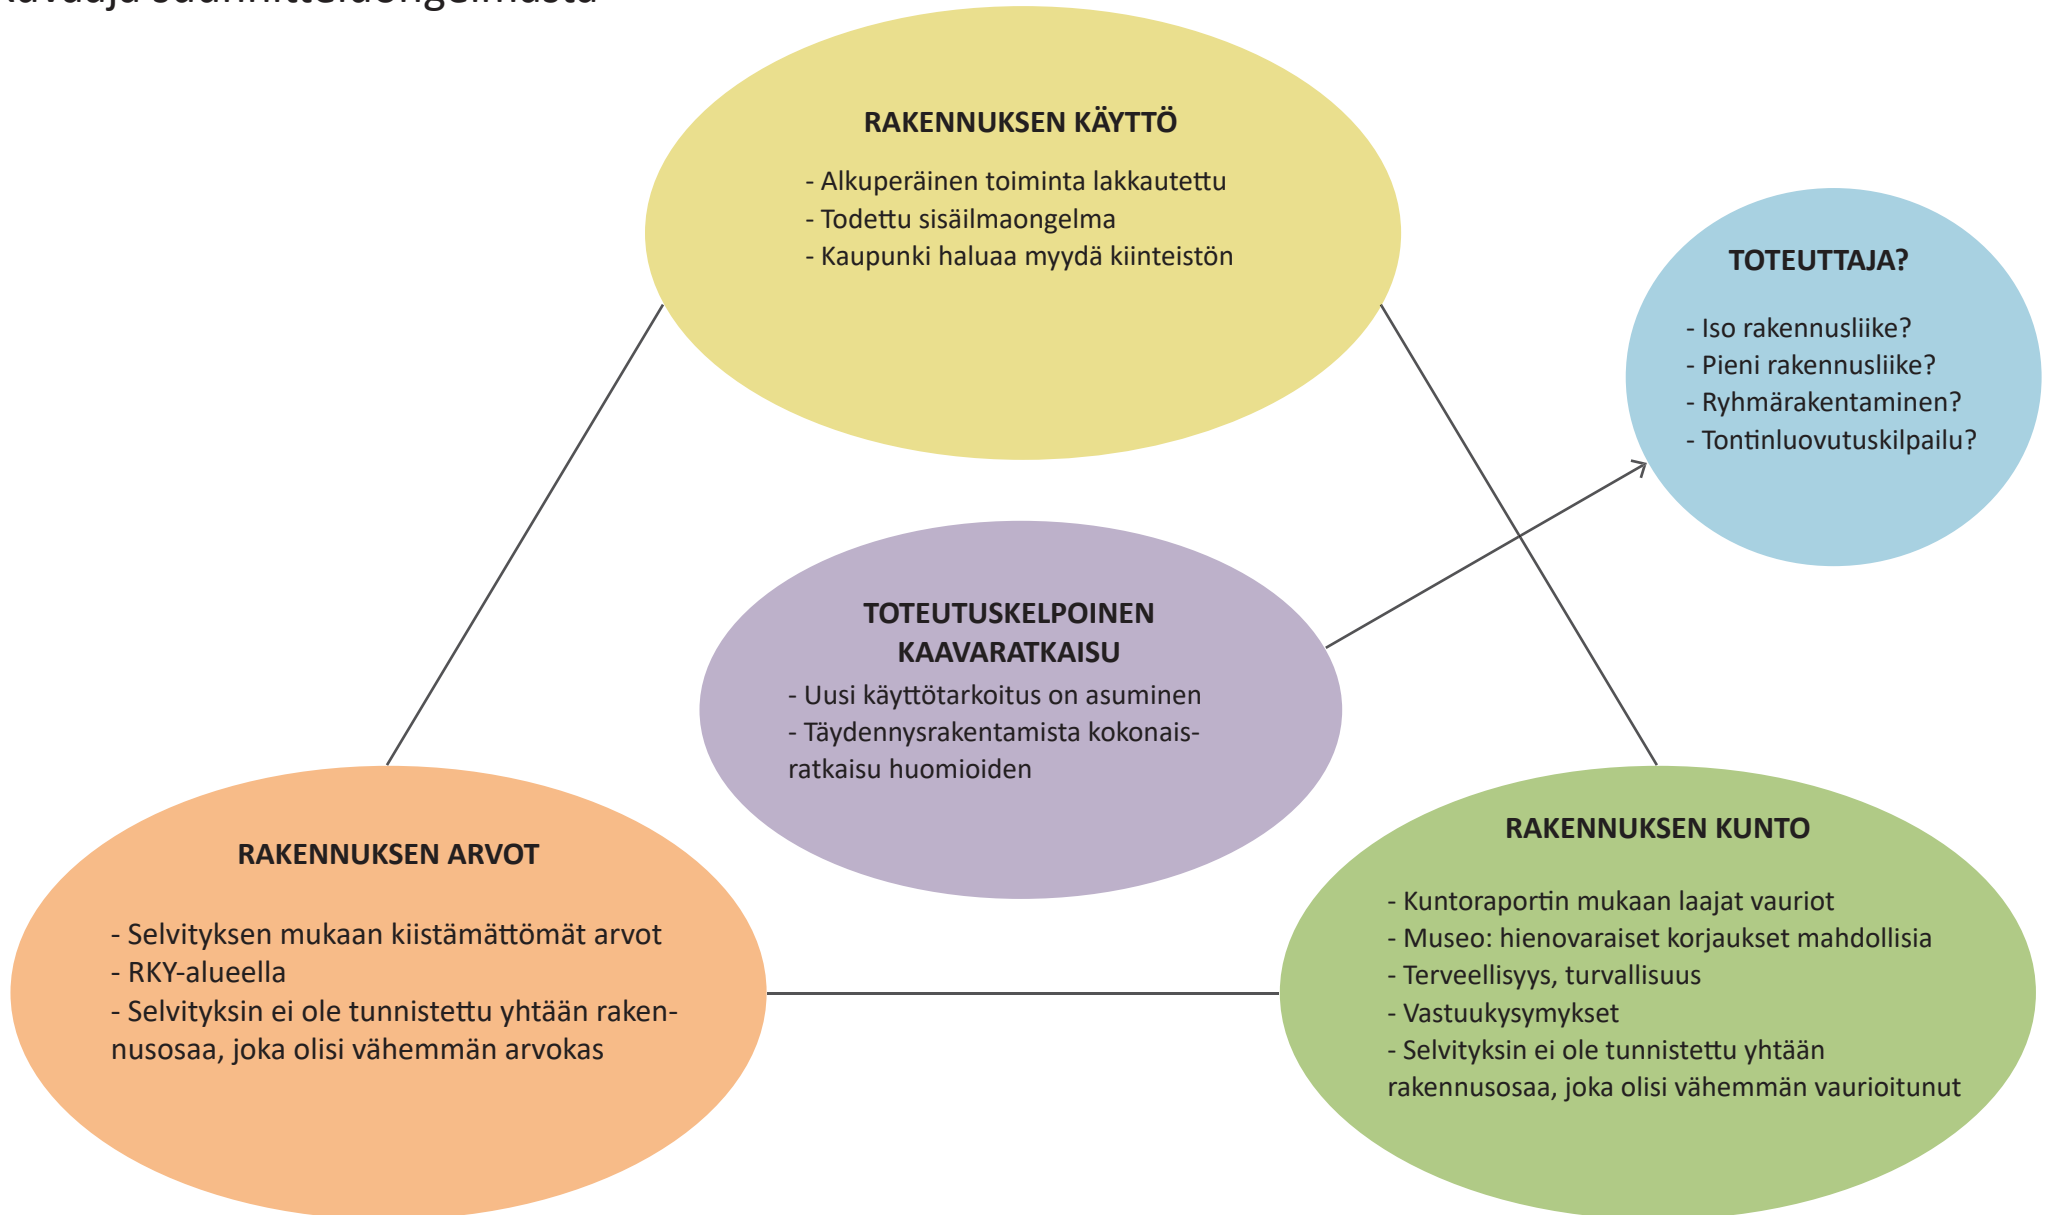 suunnitteluongelmasta
RAKENNUKSEN KÄYTTÖ
- Alkuperäinen toiminta lakkautettu
- Todettu sisäilmaongelma
- Kaupunki haluaa myydä kiinteistön
TOTEUTTAJA?
- Iso rakennusliike?
- Pieni rakennusliike?
- Ryhmärakentaminen?
- Tontinluovutuskilpailu?
TOTEUTUSKELPOINEN
KAAVARATKAISU
- Uusi käyttötarkoitus on asuminen
- Täydennysrakentamista kokonais-
ratkaisu huomioiden
RAKENNUKSEN ARVOT
- Selvityksen mukaan kiistämättömät arvot
- RKY-alueella
- Selvityksin ei ole tunnistettu yhtään raken-
nusosaa, joka olisi vähemmän arvokas
RAKENNUKSEN KUNTO
- Kuntoraportin mukaan laajat vauriot
- Museo: hienovaraiset korjaukset mahdollisia
- Terveellisyys, turvallisuus
- Vastuukysymykset
- Selvityksin ei ole tunnistettu yhtään
rakennusosaa, joka olisi vähemmän vaurioitunut